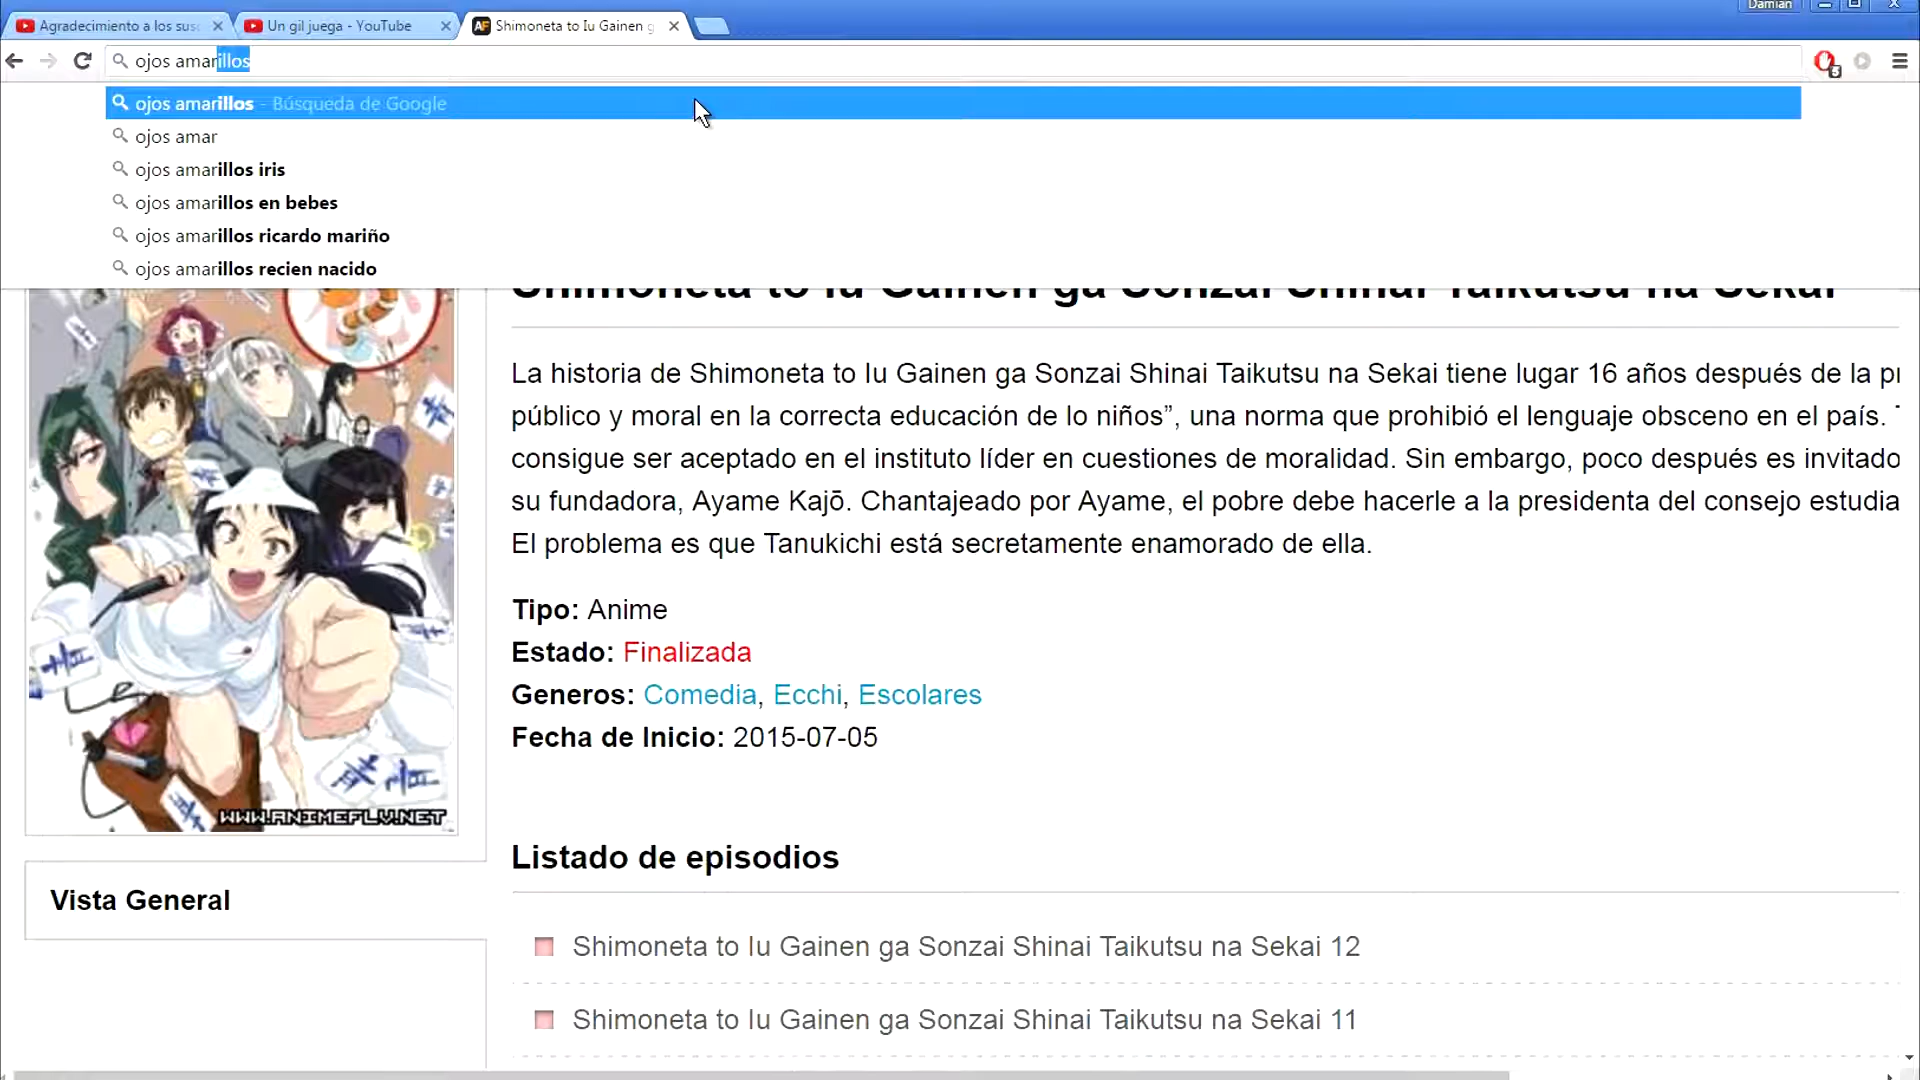 Damian
Agradecimiento a los sus
Un gil juega - YouTube
Shimoneta to Iu Gainen g
ojos amarillos
ojos amarillos - Búsqueda de Google
ojos amar
ojos amarillos iris
ojos amarillos en bebes
ojos amarillos ricardo mariño
ojos amarillos recien nacido
Shimoneta to Iu Gainen ga Sonzai Shinai Taikutsu na Sekai
La historia de Shimoneta to Iu Gainen ga Sonzai Shinai Taikutsu na Sekai tiene lugar 16 años después de la
público y moral en la correcta educación de lo niños”, una norma que prohibió el lenguaje obsceno en el país.
consigue ser aceptado en el instituto líder en cuestiones de moralidad. Sin embargo, poco después es invitado
su fundadora, Ayame Kajō. Chantajeado por Ayame, el pobre debe hacerle a la presidenta del consejo estudia
El problema es que Tanukichi está secretamente enamorado de ella.
Tipo: Anime
Estado: Finalizada
Generos: Comedia, Ecchi, Escolares
Fecha de Inicio: 2015-07-05
WWW.ANIMEFLV.NET
Listado de episodios
Vista General
Shimoneta to Iu Gainen ga Sonzai Shinai Taikutsu na Sekai 12
Shimoneta to Iu Gainen ga Sonzai Shinai Taikutsu na Sekai 11